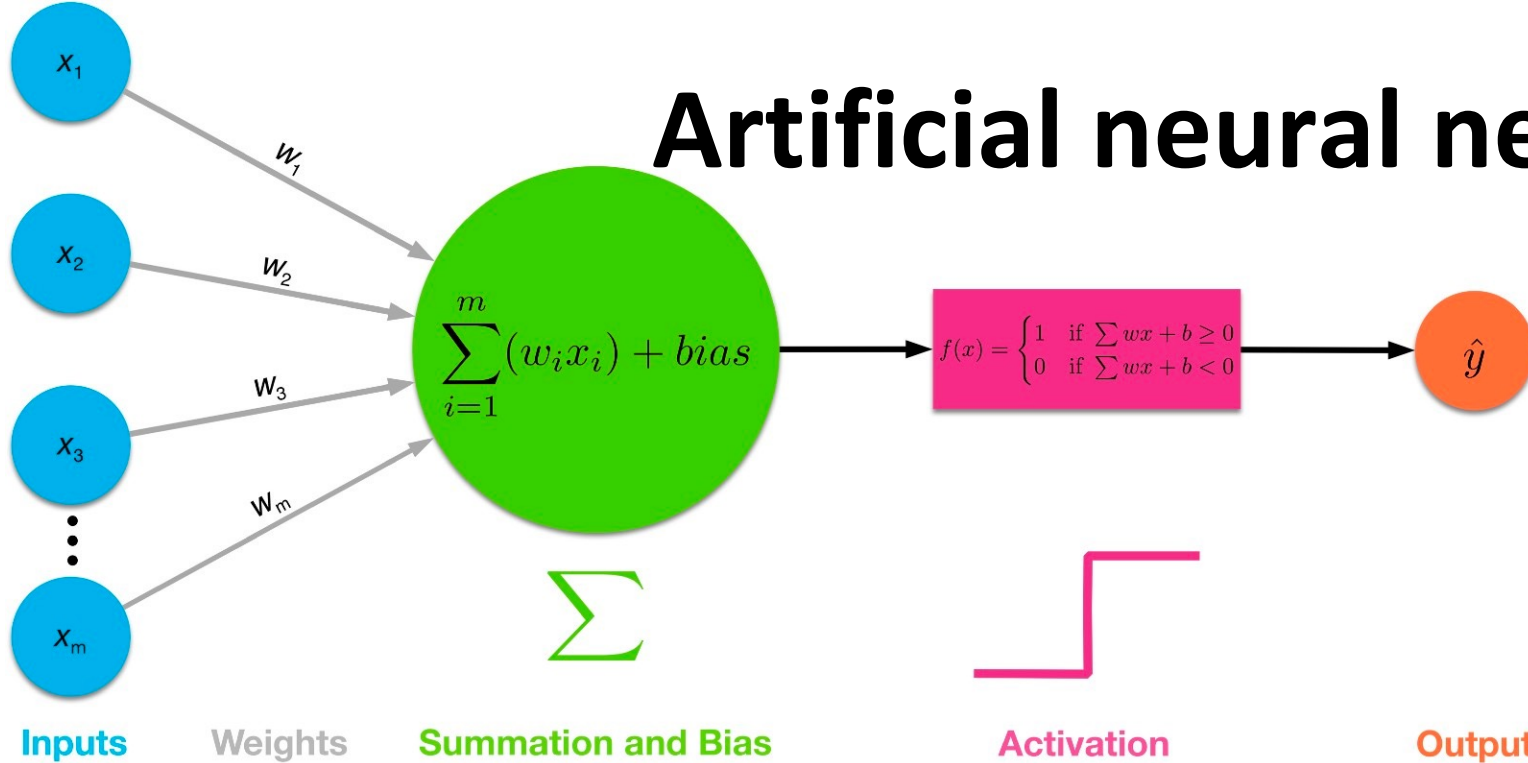 Artificial neural ne
x₁
w₁
x₂
w₂
x₃
w₃
xₘ
wₘ
∑ᵢ₌₁ᵐ (wᵢxᵢ) + bias
f(x) = { 1 if ∑ wx + b ≥ 0
0 if ∑ wx + b < 0
ŷ
∑
Inputs Weights Summation and Bias Activation Output